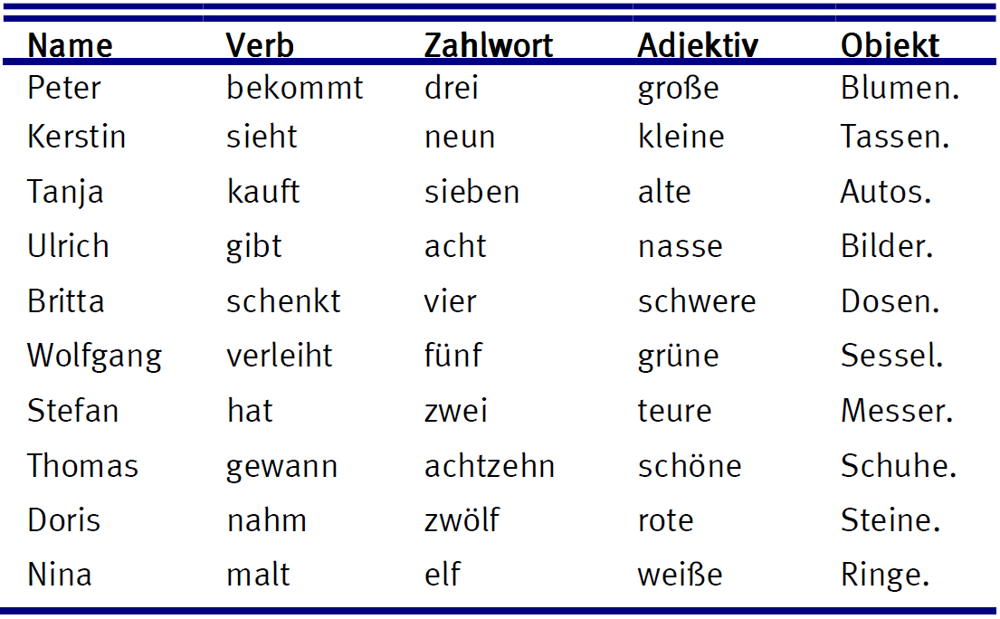 Name Verb Zahlwort Adjektiv Objekt
Peter bekommt drei große Blumen.
Kerstin sieht neun kleine Tassen.
Tanja kauft sieben alte Autos.
Ulrich gibt acht nasse Bilder.
Britta schenkt vier schwere Dosen.
Wolfgang verleiht fünf grüne Sessel.
Stefan hat zwei teure Messer.
Thomas gewann achtzehn schöne Schuhe.
Doris nahm zwölf rote Steine.
Nina malt elf weiße Ringe.